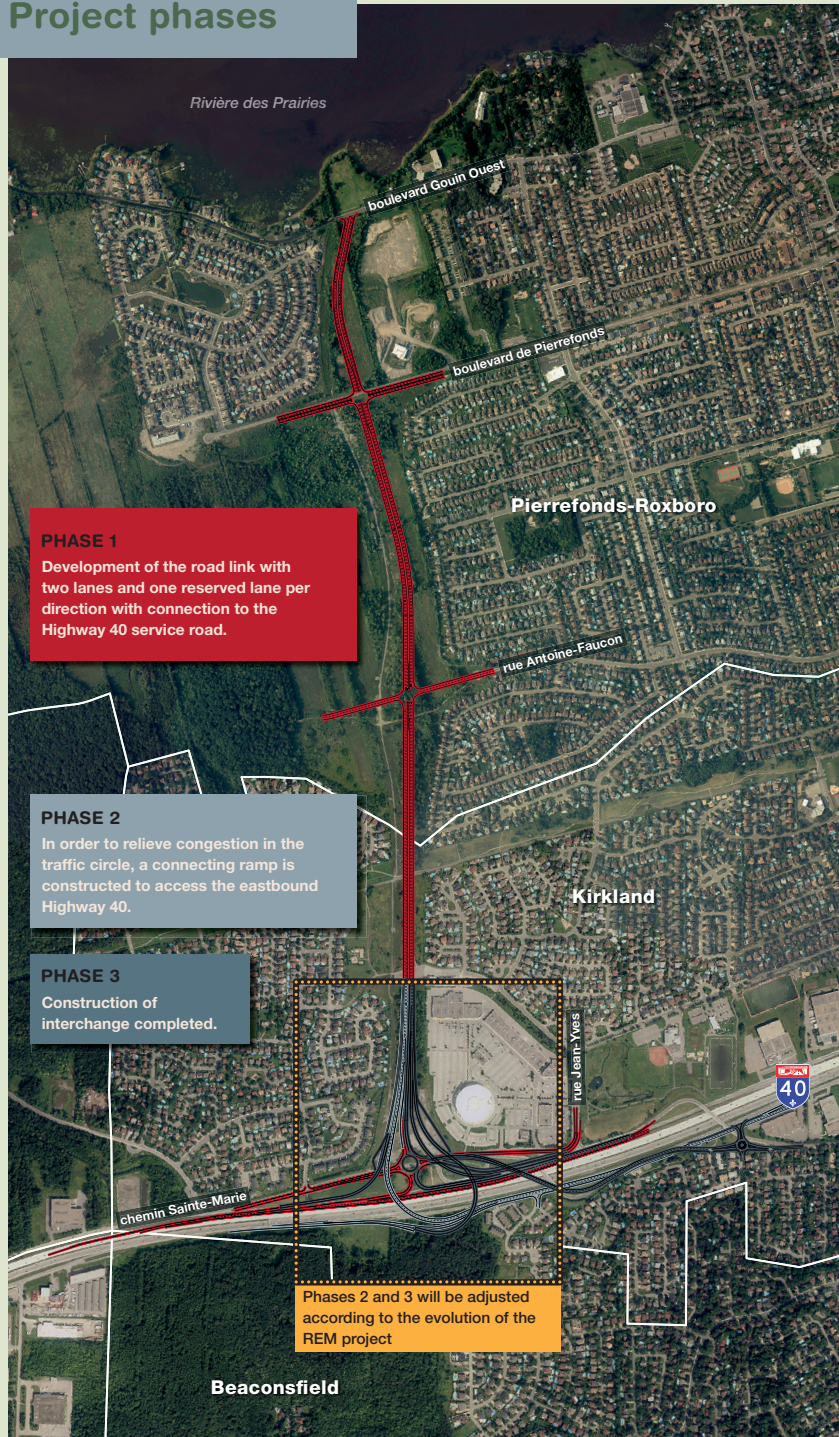 Project phases
Rivière des Prairies
boulevard Gouin Ouest
boulevard de Pierrefonds
Pierrefonds-Roxboro
PHASE 1
Development of the road link with
two lanes and one reserved lane per
direction with connection to the
Highway 40 service road.
rue Antoine-Faucon
PHASE 2
In order to relieve congestion in the
traffic circle, a connecting ramp is
constructed to access the eastbound
Highway 40.
Kirkland
PHASE 3
Construction of
interchange completed.
rue Jean-Yves
40
chemin Sainte-Marie
Phases 2 and 3 will be adjusted
according to the evolution of the
REM project
Beaconsfield